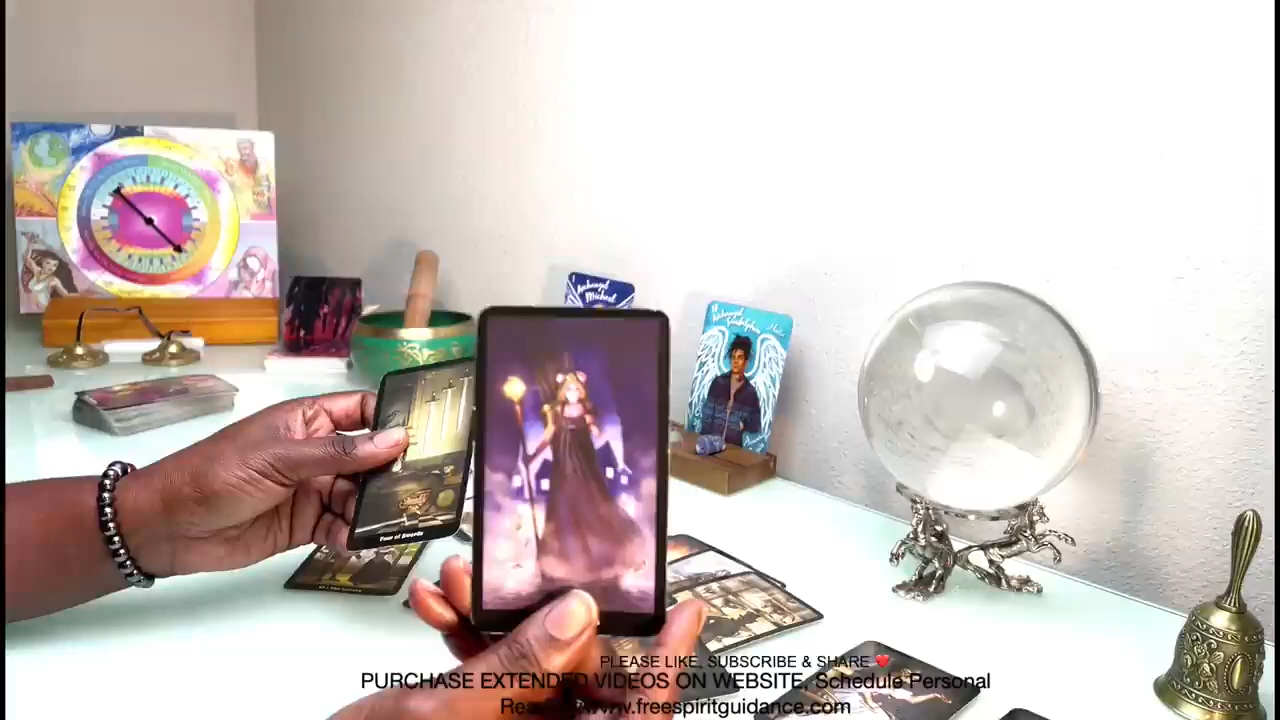 Archangel
Michael
Archangel
Four of Swords
PLEASE LIKE, SUBSCRIBE & SHARE ❤️
PURCHASE EXTENDED VIDEOS ON WEBSITE, Schedule Personal
www.freespiritguidance.com